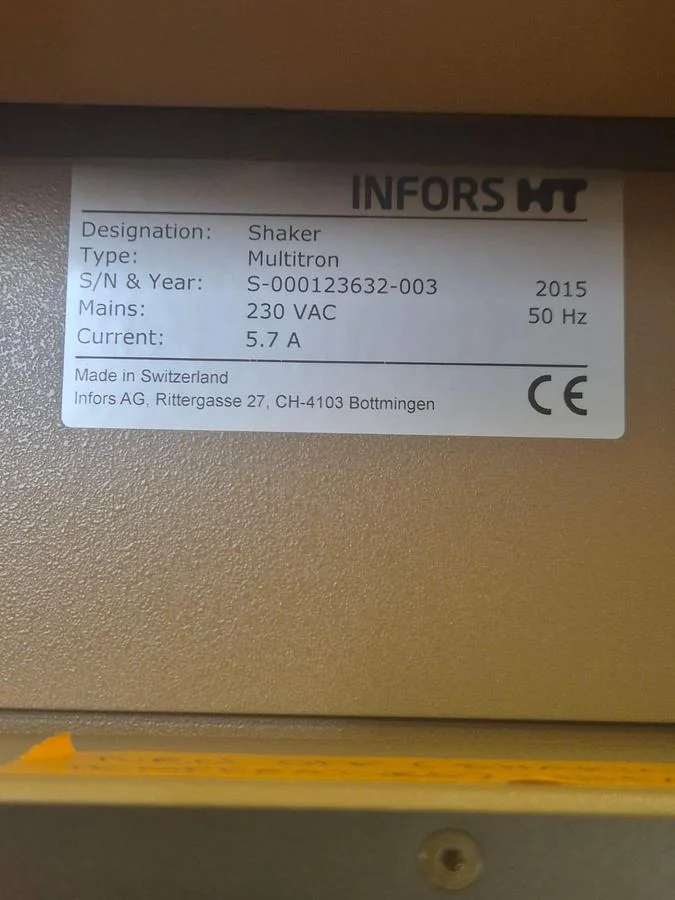 INFORS HT
Designation: Shaker
Type: Multitron
S/N & Year: S-000123632-003 2015
Mains: 230 VAC 50 Hz
Current: 5.7 A
Made in Switzerland
Infors AG, Rittergasse 27, CH-4103 Bottmingen
CE